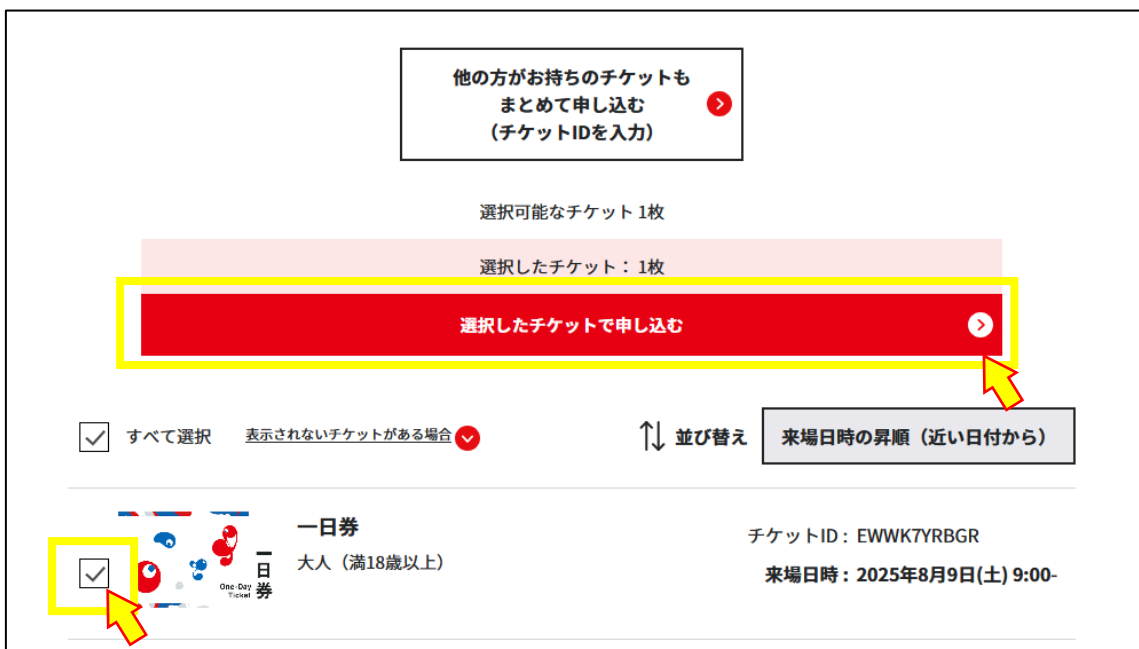 他の方がお持ちのチケットも
まとめて申し込む
（チケットIDを入力）
選択可能なチケット 1枚
選択したチケット： 1枚
選択したチケットで申し込む
すべて選択 表示されないチケットがある場合 並び替え 来場日時の昇順（近い日付から）
一日券
大人（満18歳以上）
一日券
One-Day
Ticket
チケットID： EWWK7YRBGR
来場日時： 2025年8月9日(土) 9:00-